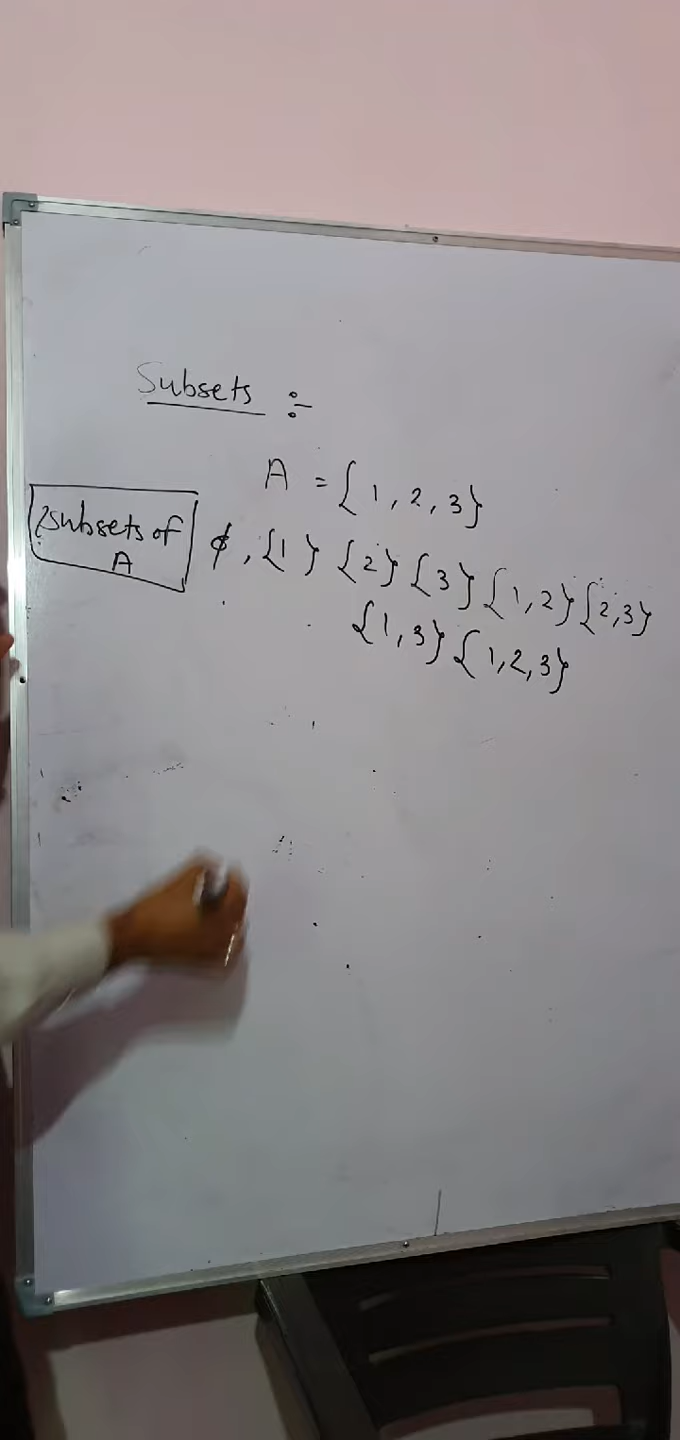 Subsets ÷
A = {1, 2, 3}
subsets of A
ϕ, {1} {2} {3} {1, 2} {2, 3}
{1, 3} {1, 2, 3}